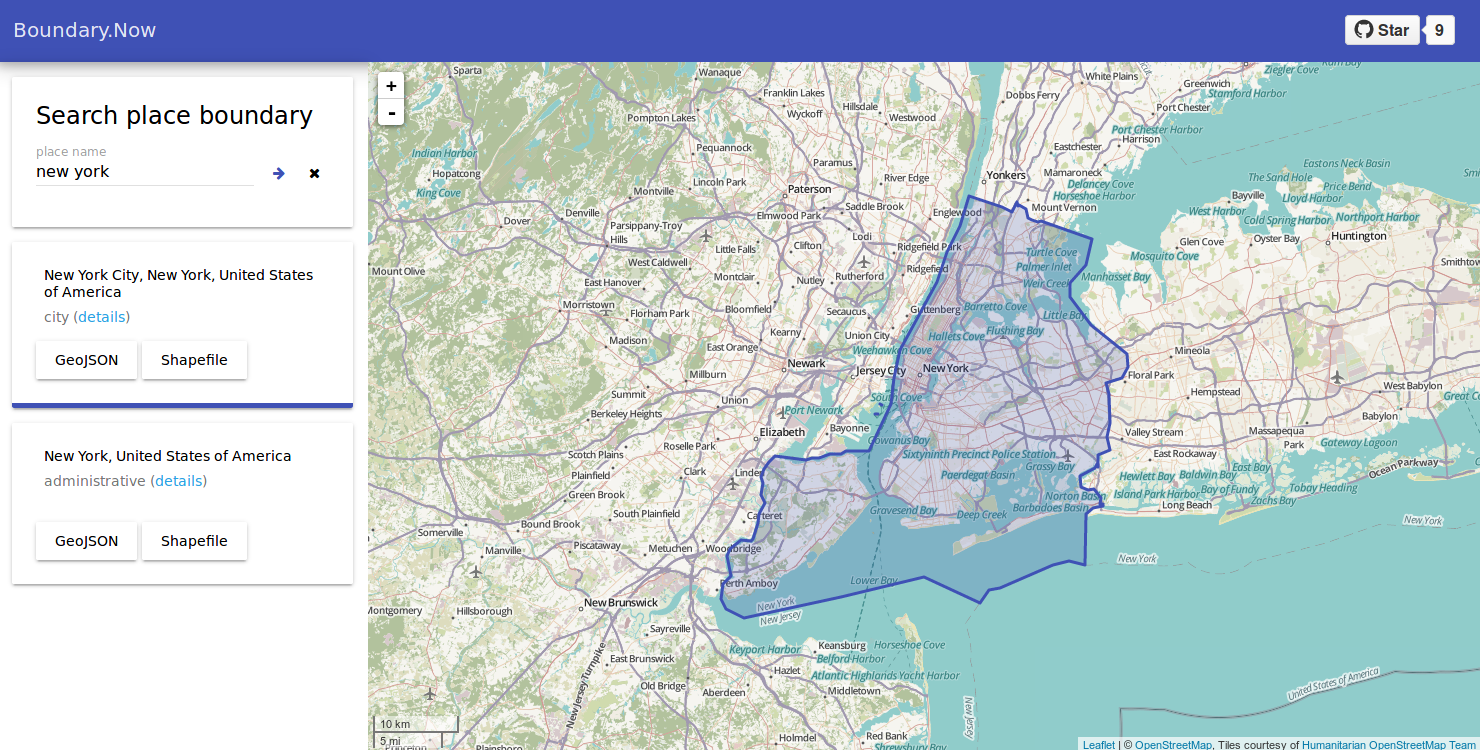 Boundary.Now
Star 9
Search place boundary
place name
new york
New York City, New York, United States
of America
city (details)
GeoJSON Shapefile
New York, United States of America
administrative (details)
GeoJSON Shapefile
+
-
Sparta
Wanaque
White Plains
Ziegler Cove
Greenwich
Stamford Harbor
Franklin Lakes
Hillsdale
Dobbs Ferry
Port Chester
Wyckoff
Pompton Lakes
Westwood
Port Chester Harbor
Harrison
Indian Harbor
Pequannock
Eastchester
Hopatcong
Paramus
Mamaroneck
Eastons Neck Basin
King Cove
Lincoln Park
River Edge
Yonkers
Delancey Cove
The Sand Hole
Price Bend
Montville
Paterson
Horseshoe Harbor
Bayville
Lloyd Harbor
Denville
Elmwood Park
Saddle Brook
Englewood
Mount Vernon
West Harbor
Cold Spring Harbor
Northport Harbor
Dover
Parsippany-Troy
Hills
Lodi
Glen Cove
Oyster Bay
Huntington
Little Falls
Clifton
Ridgefield Park
Turtle Cove
Mosquito Cove
West Caldwell
Ridgefield
Palmer Inlet
Mount Olive
Montclair
Rutherford
Manhasset Bay
Smithtow
East Hanover
Nutley
Weir Creek
Morristown
Bloomfield
Secaucus
Guttenberg
Barretto Cove
Little Bay
Florham Park
Kearny
Union City
Hallets Cove
Flushing Bay
Madison
East Orange
Weehawken Cove
Mineola
Newark
Jersey City
New York
Floral Park
Millburn
Hempstead
West Babylon
Summit
Union
South Cove
Great C
Berkeley Heights
Port Newark
Babylon
Bayonne
Elizabeth
Valley Stream
Massapequa
Park
Roselle Park
Gowanus Bay
Gateway Lagoon
Scotch Plains
Sixtyninth Precinct Police Station
East Rockaway
Plainfield
Clark
Linden
Grassy Bay
Hewlett Bay
Baldwin Bay
East Bay
Ocean Parkway
Paerdegat Basin
Green Brook
Norton Basin
Island Park Harbor
Bay of Fundy
Tobay Heading
Zachs Bay
South Plainfield
Carteret
Gravesend Bay
Deep Creek
Barbadoes Basin
Long Beach
Bound Brook
Somerville
New York
Piscataway
Metuchen
Woodbridge
Manville
New York
Perth Amboy
Lower Bay
New Brunswick
New York
New Jersey
Montgomery
Hillsborough
Sayreville
Keyport Harbor
Keansburg
Horseshoe Cove
East Brunswick
Belford Harbor
Hazlet
Atlantic Highlands Yacht Harbor
New Jersey Turnpike
Old Bridge
Aberdeen
Middletown
United States of America
New Jersey
10 km
5 mi
Holmdel
Red Bank
Plainsboro
Shrewsbury Bay
Leaflet | © OpenStreetMap, Tiles courtesy of Humanitarian OpenStreetMap Team